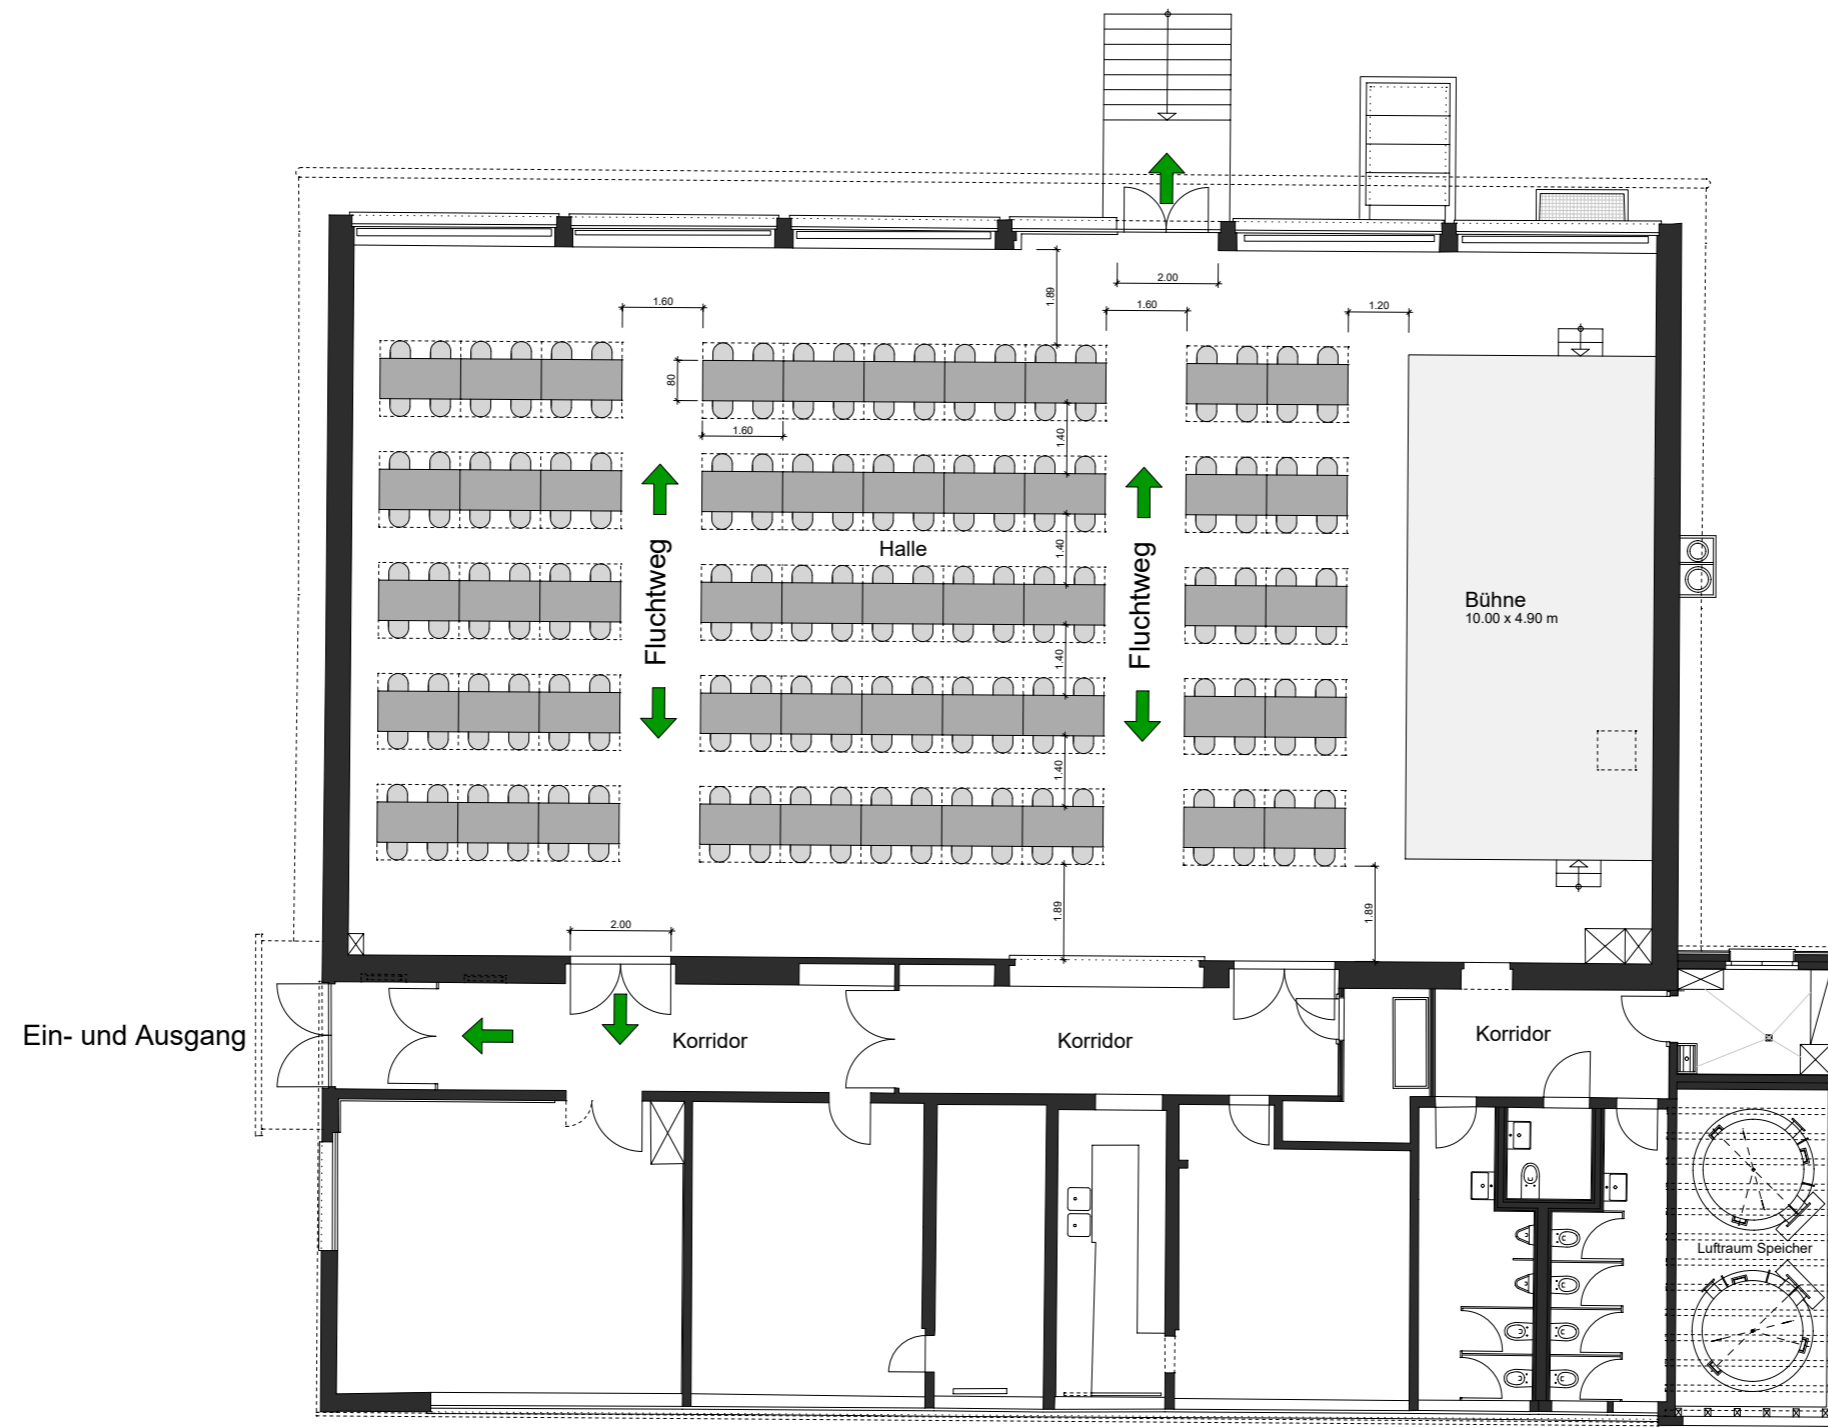 2.00
1.89
1.60
1.60
1.20
80
1.60
1.40
Fluchtweg
Halle
1.40
Fluchtweg
Bühne
10.00 x 4.90 m
1.40
1.40
2.00
1.89
1.89
Ein- und Ausgang
Korridor
Korridor
Korridor
Luftraum Speicher